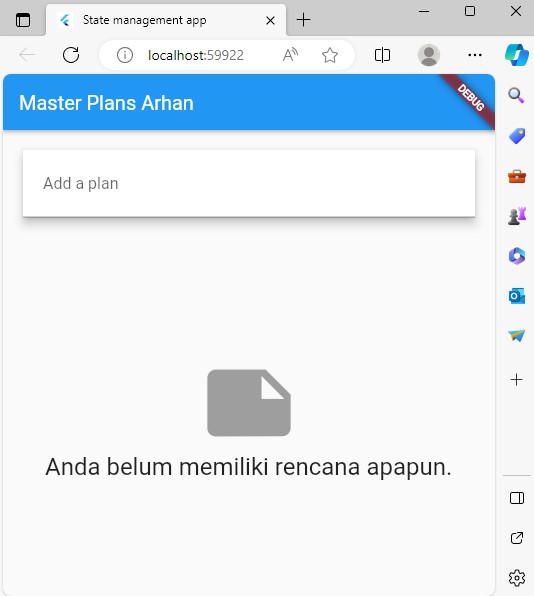 State management app
localhost:59922
Master Plans Arhan
DEBUG
Add a plan
Anda belum memiliki rencana apapun.